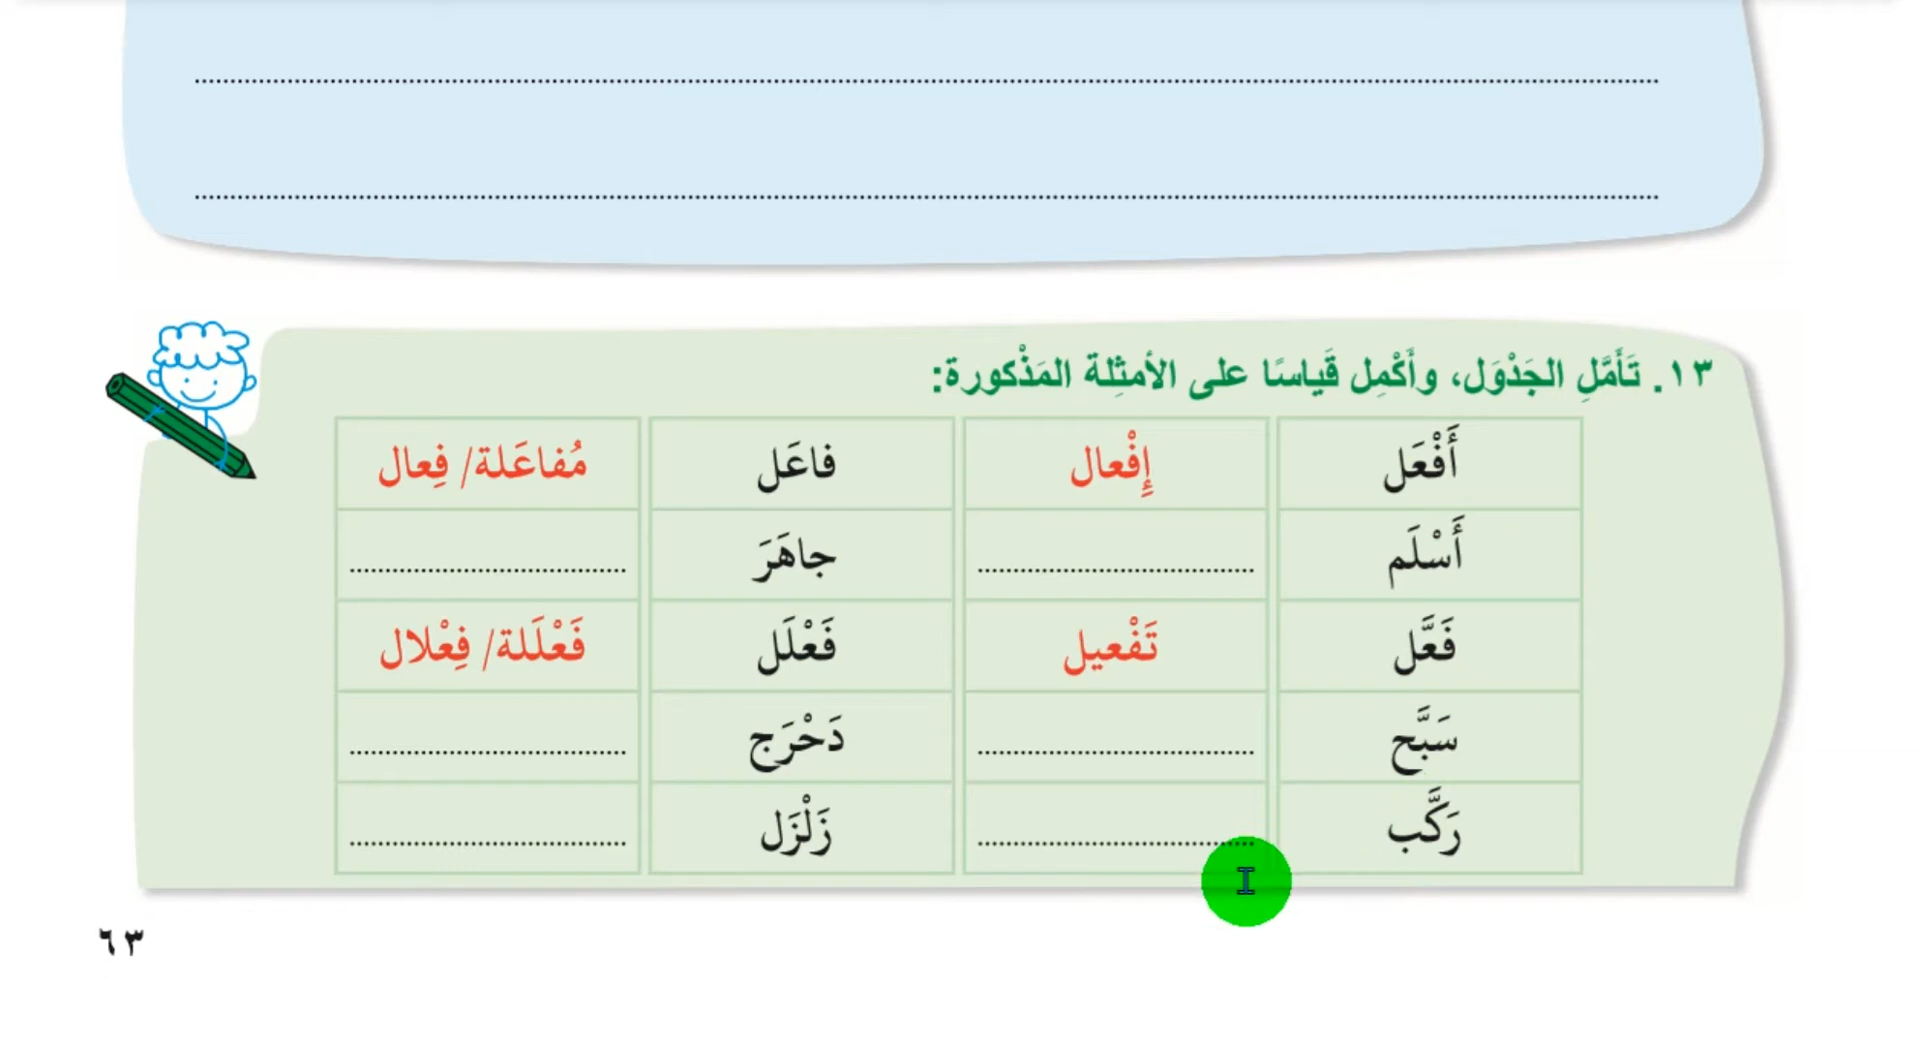 ١٣. تَأَمَّلِ الجَدْوَل، وأَكْمِل قَياسًا على الأمثِلة المَذْكورة:
أَفْعَل إِفْعال فاعَل مُفاعَلة/ فِعال
أَسْلَم ........ جاهَرَ ........
فَعَّل تَفْعيل فَعْلَل فَعْلَلة/ فِعْلال
سَبَّح ........ دَحْرَج ........
رَكَّب ........ زَلْزَل ........
٦٣